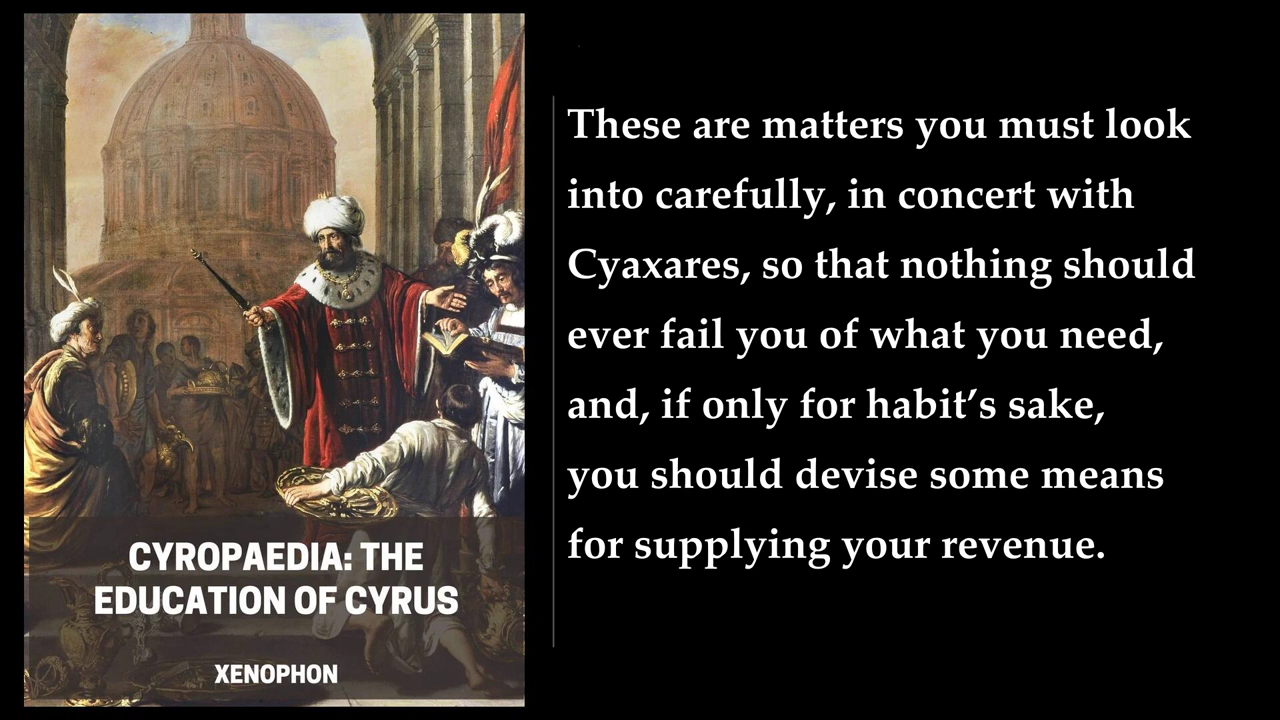 CYROPAEDIA: THE
EDUCATION OF CYRUS
XENOPHON
These are matters you must look
into carefully, in concert with
Cyaxares, so that nothing should
ever fail you of what you need,
and, if only for habit’s sake,
you should devise some means
for supplying your revenue.